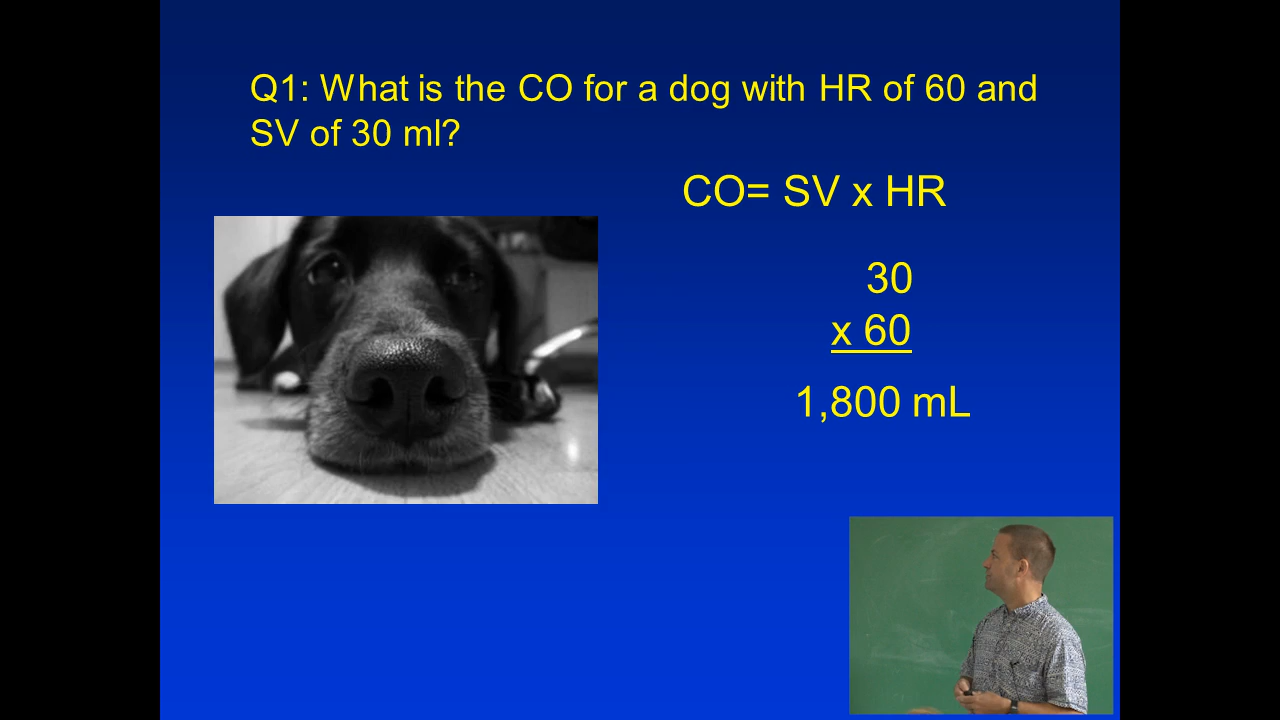 Q1: What is the CO for a dog with HR of 60 and
SV of 30 ml?
CO= SV x HR
30
x 60
1,800 mL